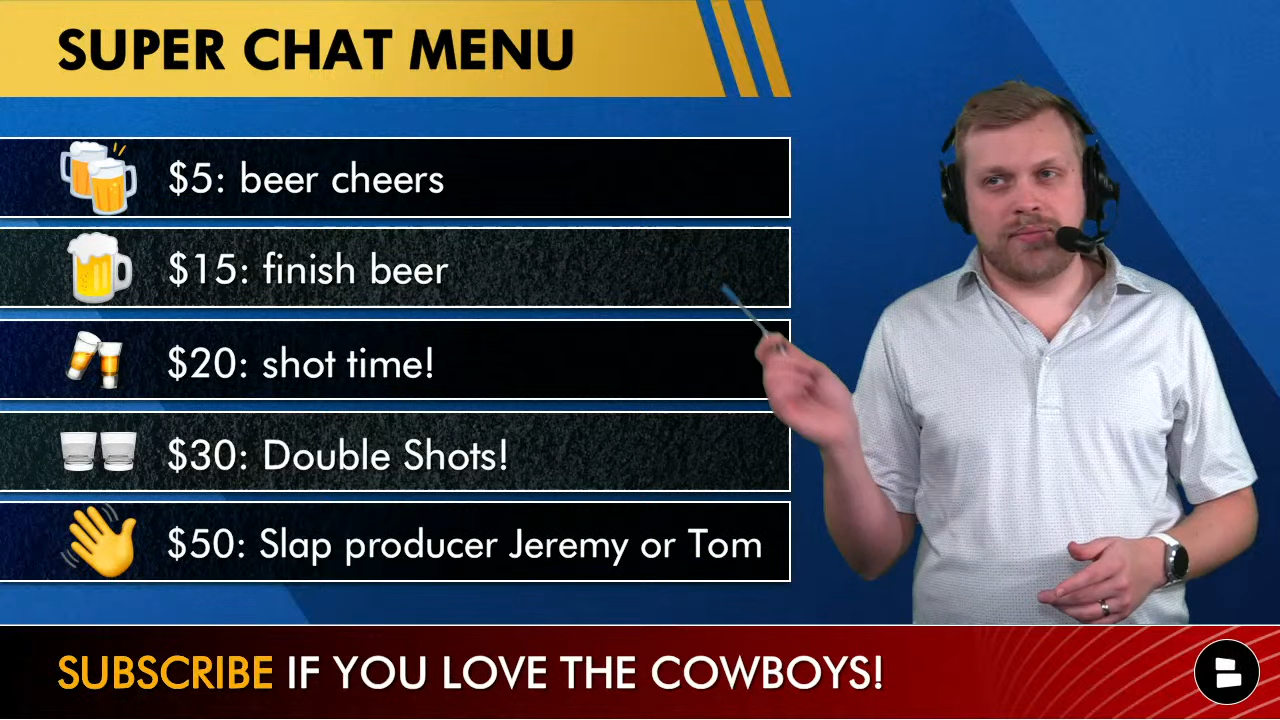 SUPER CHAT MENU
$5: beer cheers
$15: finish beer
$20: shot time!
$30: Double Shots!
$50: Slap producer Jeremy or Tom
SUBSCRIBE IF YOU LOVE THE COWBOYS!